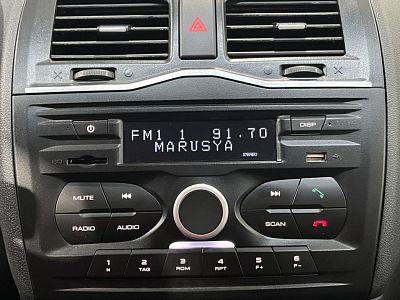 DISP
FM1 1 91.70
MARUSYA
STEREO
MUTE
RADIO AUDIO
SCAN
1 2 3 4 5 6
TAG RDM RPT F+ F-